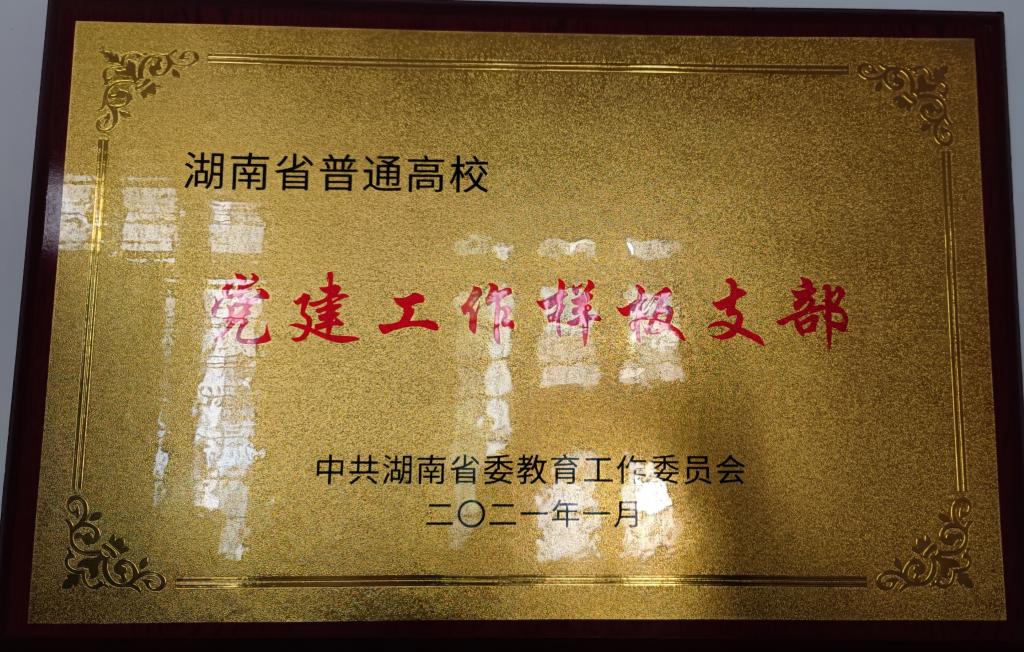 湖南省普通高校
党建工作样板支部
中共湖南省委教育工作委员会
二〇二一年一月